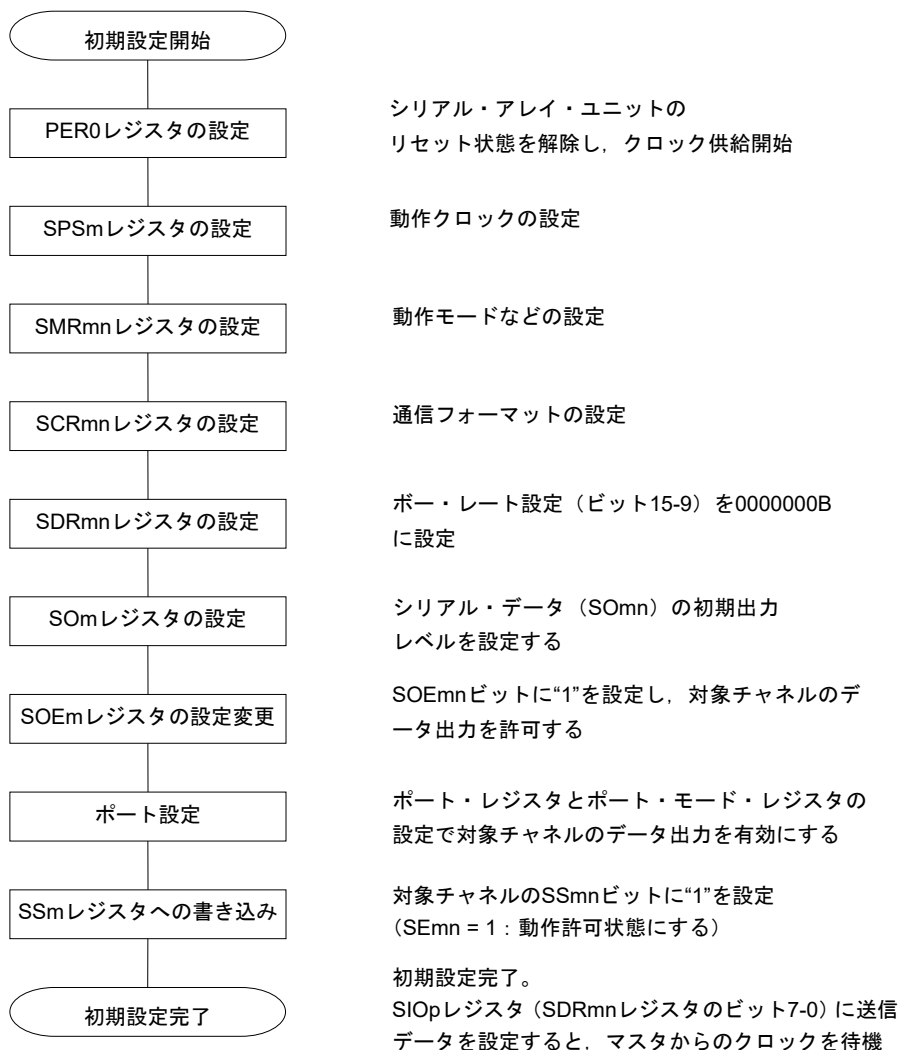 初期設定開始
PER0レジスタの設定
シリアル・アレイ・ユニットの
リセット状態を解除し，クロック供給開始
SPSmレジスタの設定
動作クロックの設定
SMRmnレジスタの設定
動作モードなどの設定
SCRmnレジスタの設定
通信フォーマットの設定
SDRmnレジスタの設定
ボー・レート設定（ビット15-9）を0000000B
に設定
SOmレジスタの設定
シリアル・データ（SOmn）の初期出力
レベルを設定する
SOEmレジスタの設定変更
SOEmnビットに“1”を設定し，対象チャネルのデ
ータ出力を許可する
ポート設定
ポート・レジスタとポート・モード・レジスタの
設定で対象チャネルのデータ出力を有効にする
SSmレジスタへの書き込み
対象チャネルのSSmnビットに“1”を設定
（SEmn = 1：動作許可状態にする）
初期設定完了
初期設定完了。
SIOpレジスタ（SDRmnレジスタのビット7-0）に送信
データを設定すると，マスタからのクロックを待機